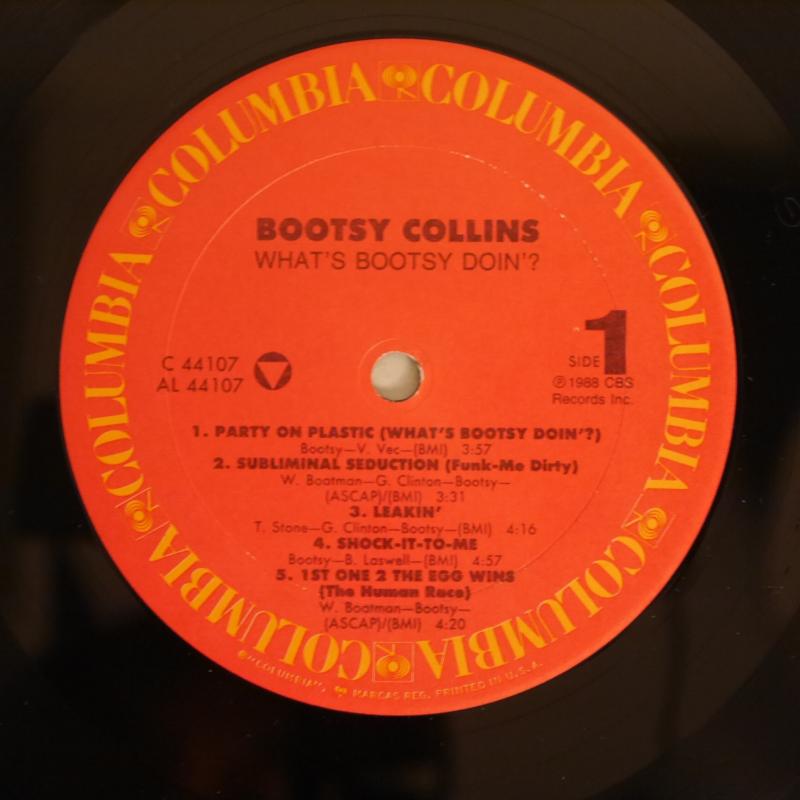 COLUMBIA COLUMBIA COLUMBIA COLUMBIA COLUMBIA COLUMBIA COLUMBIA COLUMBIA
BOOTSY COLLINS
WHAT'S BOOTSY DOIN'?
C 44107
AL 44107
SIDE 1
℗ 1988 CBS
Records Inc.
1. PARTY ON PLASTIC (WHAT'S BOOTSY DOIN'?)
Bootsy—V. Vec—(BMI) 3:57
2. SUBLIMINAL SEDUCTION (Funk-Me Dirty)
W. Boatman—G. Clinton—Bootsy—
(ASCAP)/(BMI) 3:31
3. LEAKIN'
T. Stone—G. Clinton—Bootsy—(BMI) 4:16
4. SHOCK-IT-TO-ME
Bootsy—B. Laswell—(BMI) 4:57
5. 1ST ONE 2 THE EGG WINS
(The Human Race)
W. Boatman—Bootsy—
(ASCAP)/(BMI) 4:20
"COLUMBIA", MARCAS REG. PRINTED IN U.S.A.